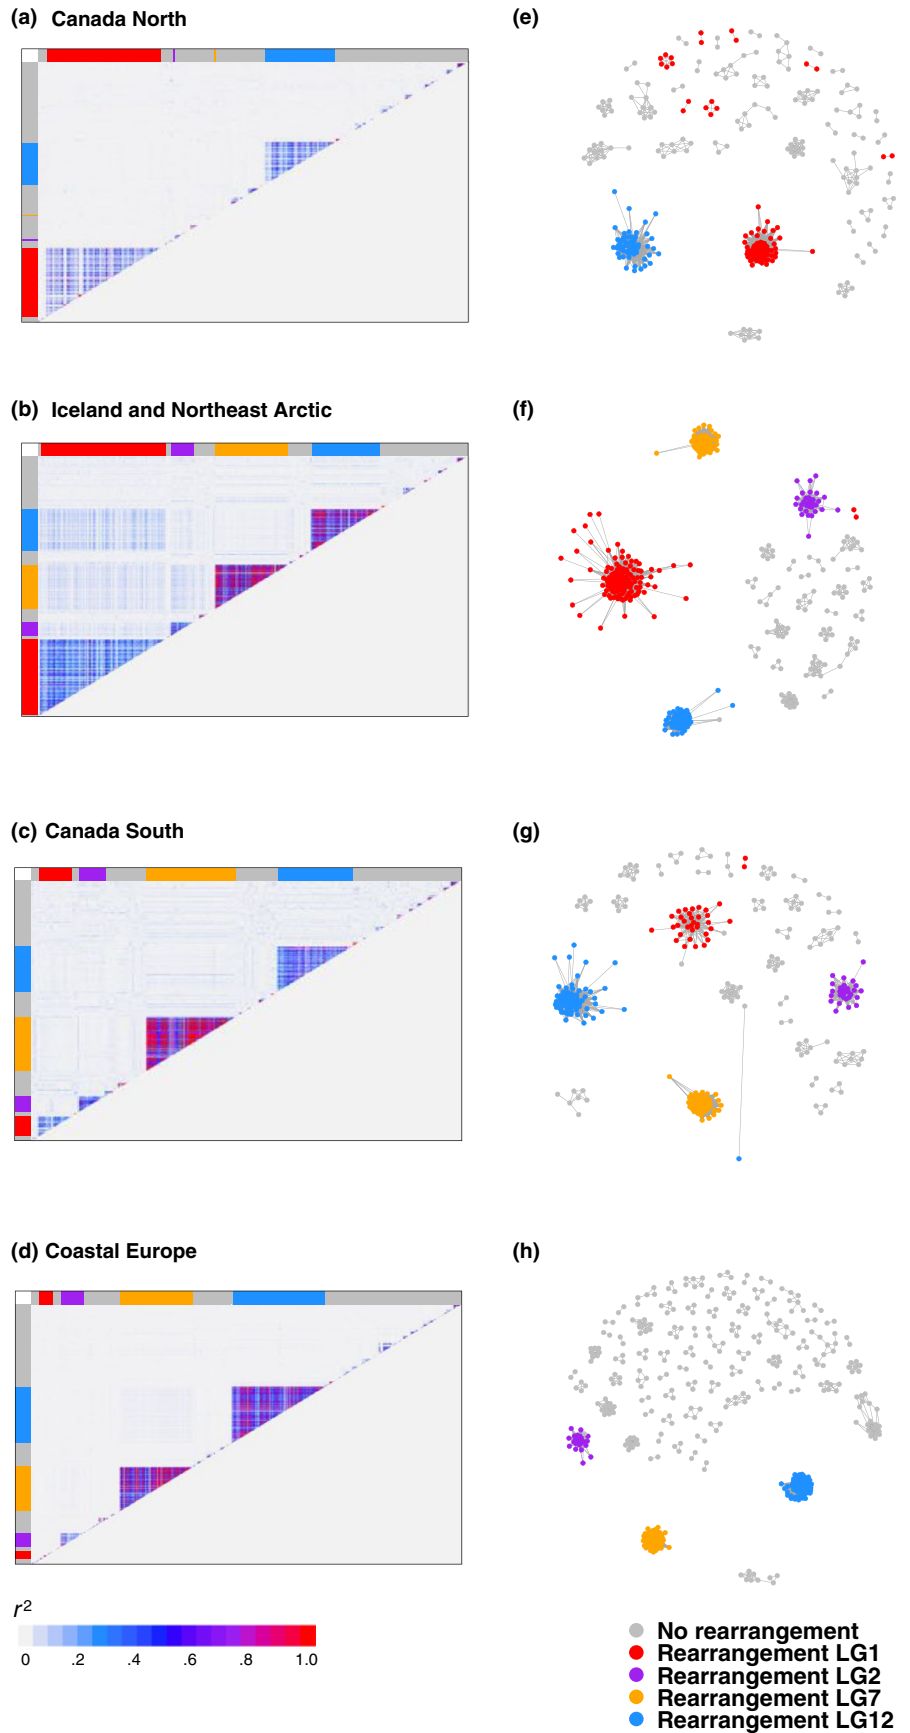 (a) Canada North
(e)
(b) Iceland and Northeast Arctic
(f)
(c) Canada South
(g)
(d) Coastal Europe
(h)
r²
0 .2 .4 .6 .8 1.0
No rearrangement
Rearrangement LG1
Rearrangement LG2
Rearrangement LG7
Rearrangement LG12